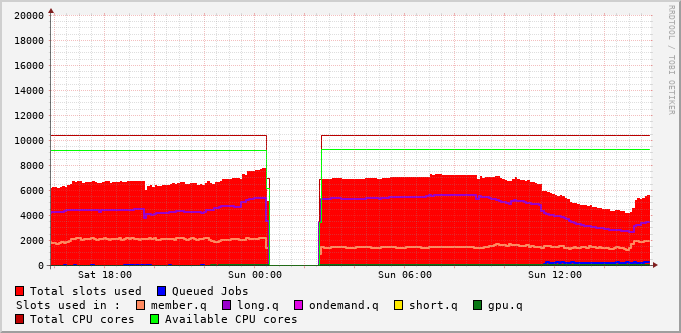 RRDTOOL / TOBI OETIKER
20000
18000
16000
14000
12000
10000
8000
6000
4000
2000
0
Sat 18:00 Sun 00:00 Sun 06:00 Sun 12:00
Total slots used Queued Jobs
Slots used in : member.q long.q ondemand.q short.q gpu.q
Total CPU cores Available CPU cores